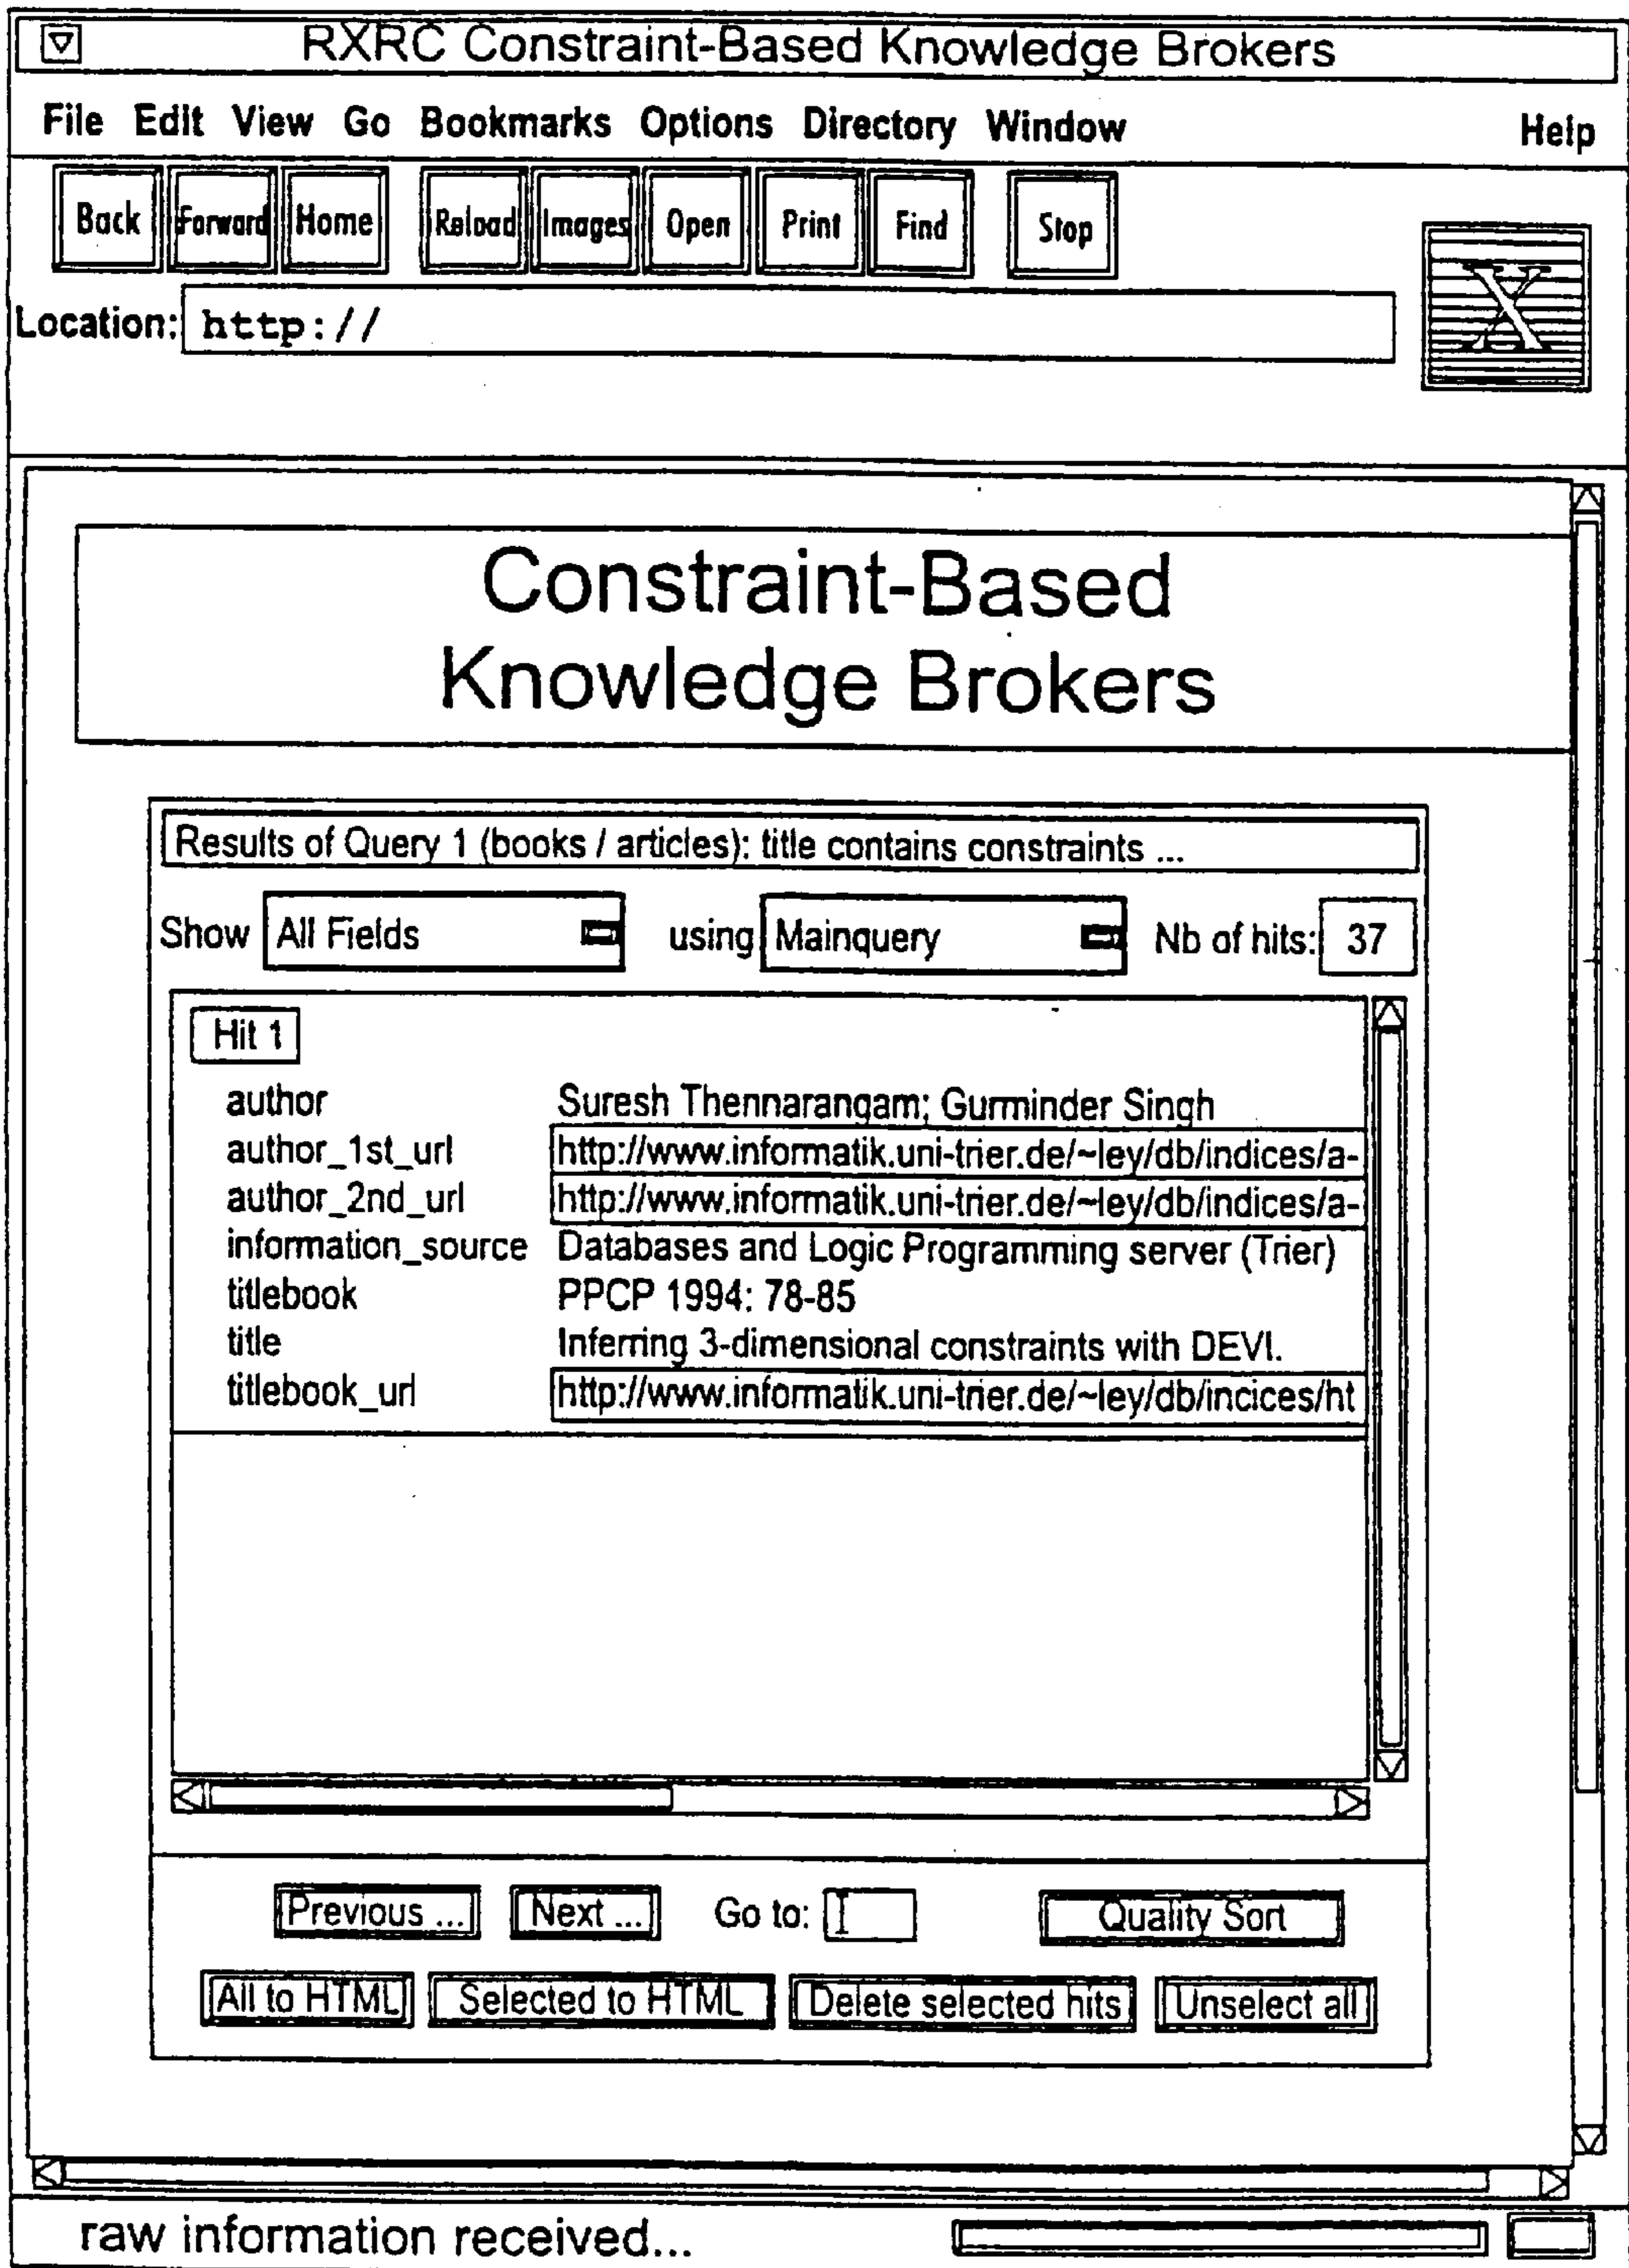 RXRC Constraint-Based Knowledge Brokers
File Edit View Go Bookmarks Options Directory Window Help
Back Forward Home Reload Images Open Print Find Stop
X
Location: http://
Constraint-Based
Knowledge Brokers
Results of Query 1 (books / articles): title contains constraints ...
Show All Fields using Mainquery Nb of hits: 37
Hit 1
author Suresh Thennarangam; Gurminder Singh
author_1st_url http://www.informatik.uni-trier.de/~ley/db/indices/a-
author_2nd_url http://www.informatik.uni-trier.de/~ley/db/indices/a-
information_source Databases and Logic Programming server (Trier)
titlebook PPCP 1994: 78-85
title Inferring 3-dimensional constraints with DEVI.
titlebook_url http://www.informatik.uni-trier.de/~ley/db/incices/ht
Previous ... Next ... Go to: Quality Sort
All to HTML Selected to HTML Delete selected hits Unselect all
raw information received...